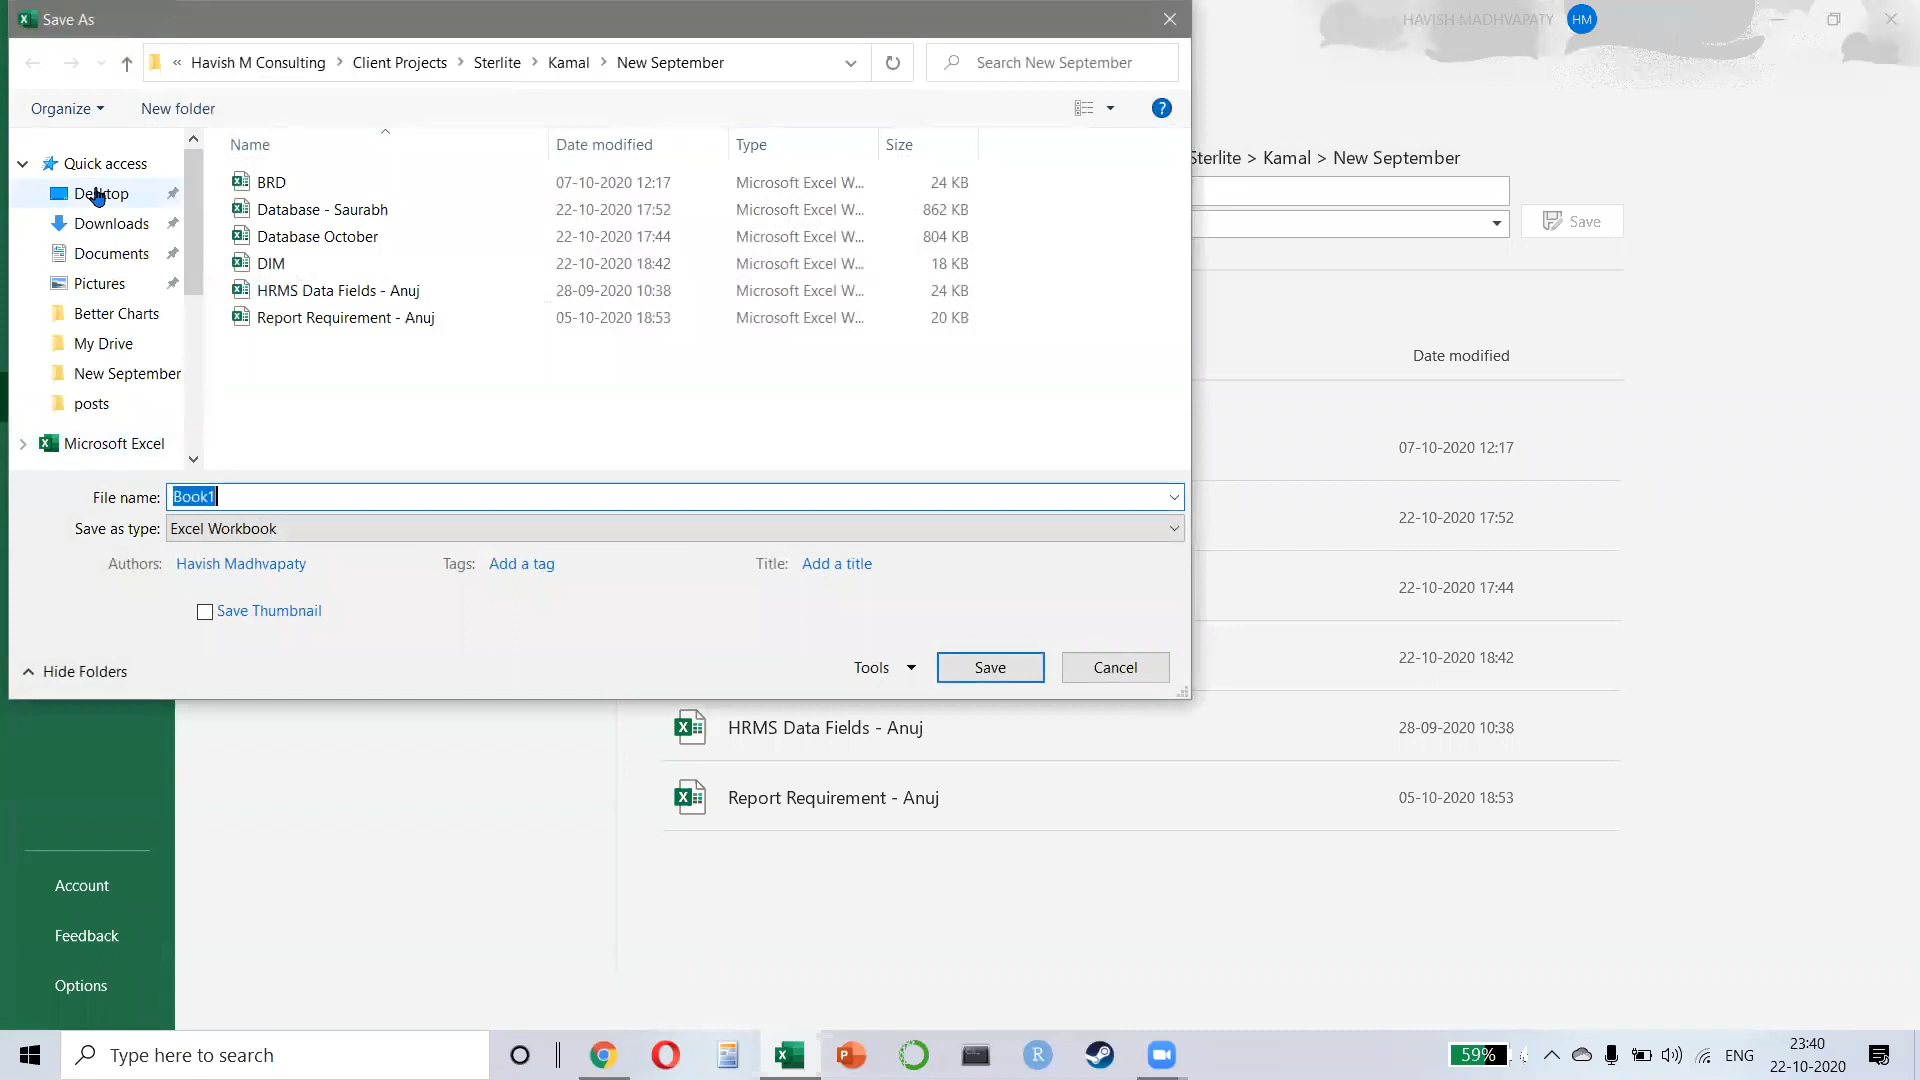 Save As
HAVISH MADHVAPATY HM
« Havish M Consulting > Client Projects > Sterlite > Kamal > New September
Search New September
Organize
New folder
?
Name Date modified Type Size
Quick access
Desktop
Downloads
Documents
Pictures
Better Charts
My Drive
New September
posts
Microsoft Excel
BRD 07-10-2020 12:17 Microsoft Excel W... 24 KB
Database - Saurabh 22-10-2020 17:52 Microsoft Excel W... 862 KB
Database October 22-10-2020 17:44 Microsoft Excel W... 804 KB
DIM 22-10-2020 18:42 Microsoft Excel W... 18 KB
HRMS Data Fields - Anuj 28-09-2020 10:38 Microsoft Excel W... 24 KB
Report Requirement - Anuj 05-10-2020 18:53 Microsoft Excel W... 20 KB
File name: Book1
Save as type: Excel Workbook
Authors: Havish Madhvapaty Tags: Add a tag Title: Add a title
Save Thumbnail
Hide Folders
Tools
Save
Cancel
Sterlite > Kamal > New September
Save
Date modified
07-10-2020 12:17
22-10-2020 17:52
22-10-2020 17:44
22-10-2020 18:42
HRMS Data Fields - Anuj 28-09-2020 10:38
Report Requirement - Anuj 05-10-2020 18:53
Account
Feedback
Options
Type here to search
59%
ENG
23:40
22-10-2020